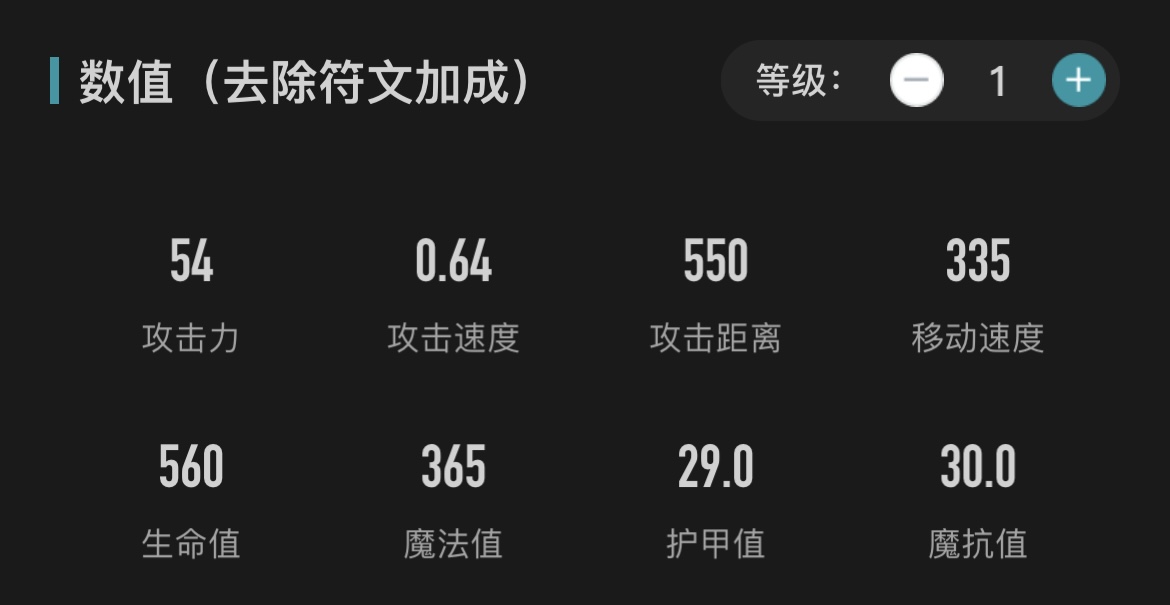 数值（去除符文加成）
等级： 1
54 0.64 550 335
攻击力 攻击速度 攻击距离 移动速度
560 365 29.0 30.0
生命值 魔法值 护甲值 魔抗值